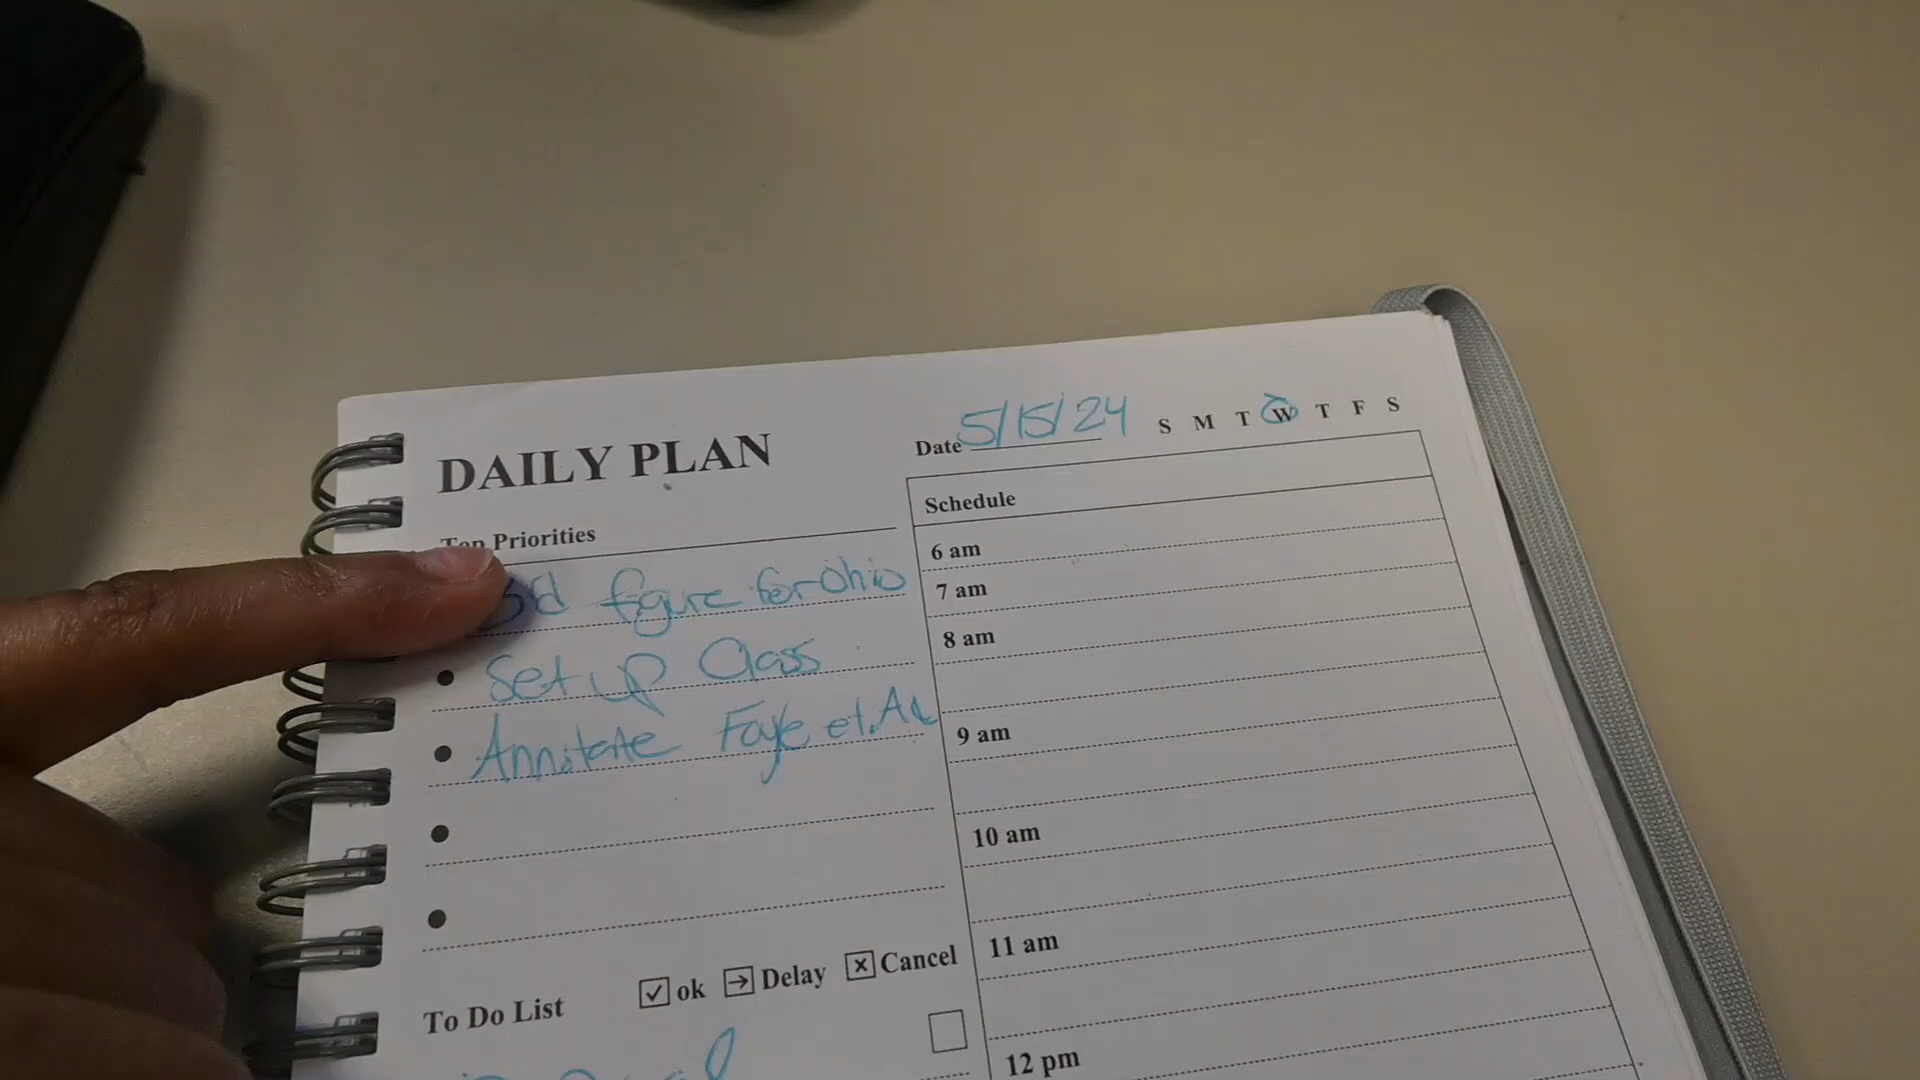 DAILY PLAN
Date 5/15/24 S M T W T F S
Priorities
3d figure for Ohio
Set up Class
Annotate Faye et. Al
To Do List ok Delay Cancel
Schedule
6 am
7 am
8 am
9 am
10 am
11 am
12 pm